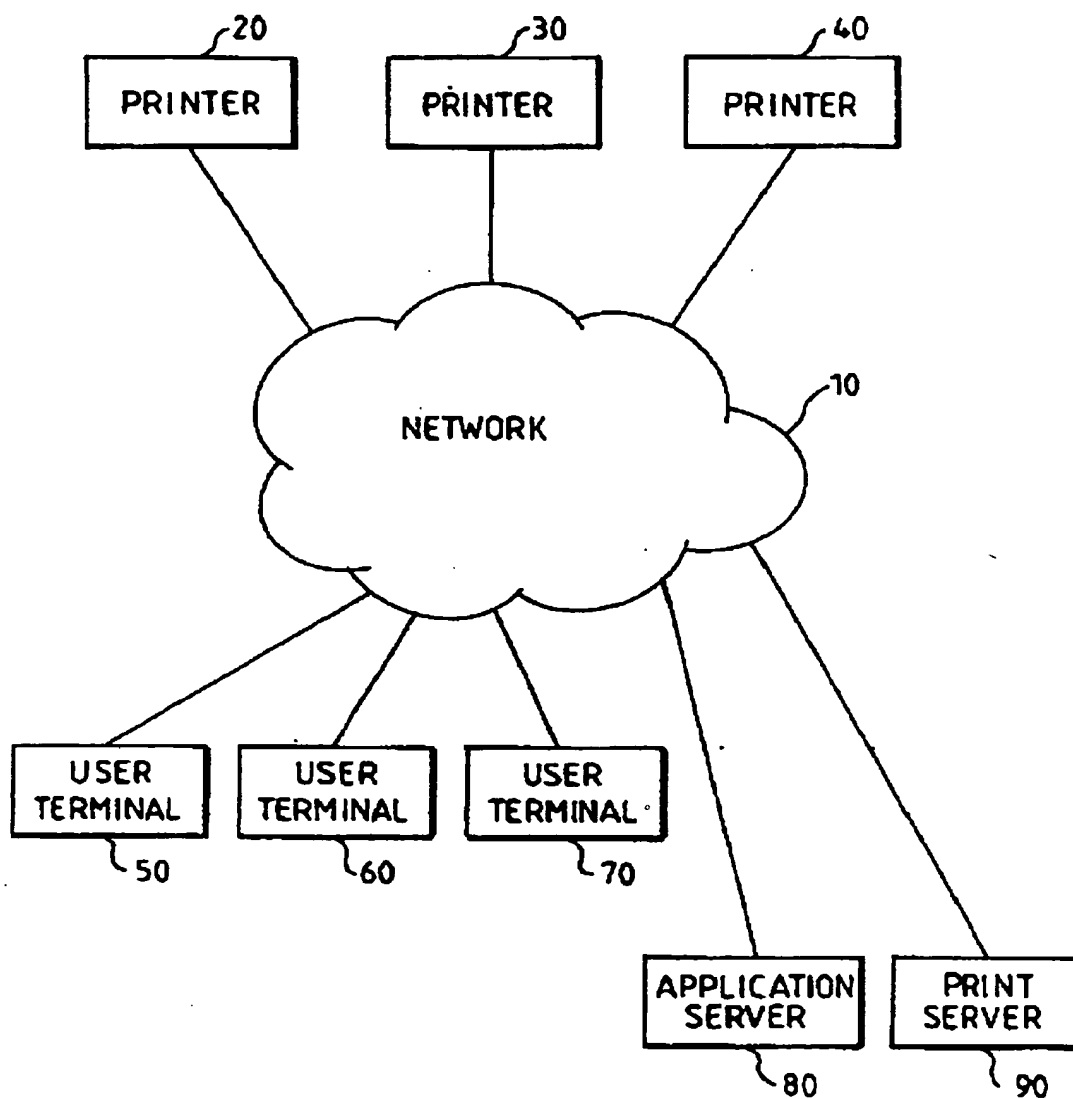 20
30
40
PRINTER
PRINTER
PRINTER
10
NETWORK
USER
TERMINAL
USER
TERMINAL
USER
TERMINAL
50
60
70
APPLICATION
SERVER
PRINT
SERVER
80
90